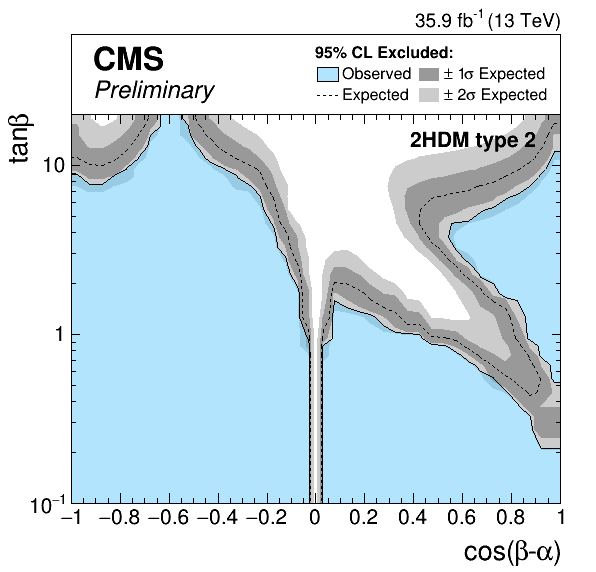 35.9 fb⁻¹ (13 TeV)
CMS
Preliminary
95% CL Excluded:
Observed
± 1σ Expected
Expected
± 2σ Expected
2HDM type 2
tanβ
10
1
10⁻¹
−1 −0.8 −0.6 −0.4 −0.2 0 0.2 0.4 0.6 0.8 1
cos(β-α)